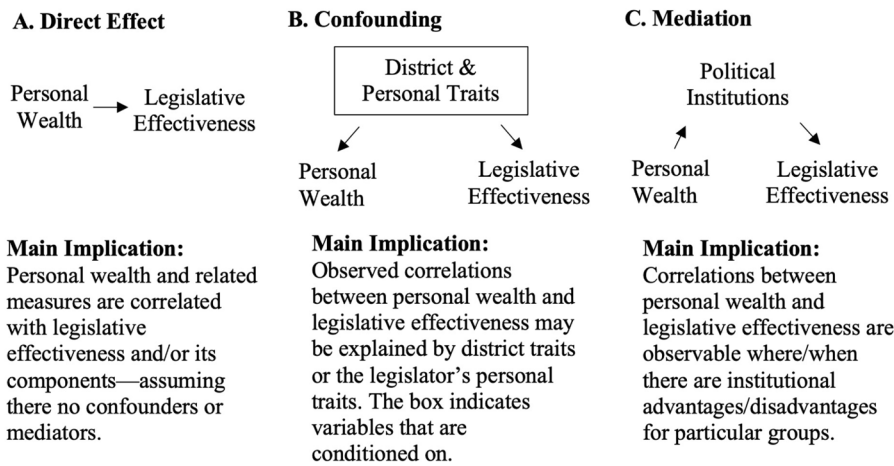 A. Direct Effect
Personal
Wealth
Legislative
Effectiveness
Main Implication:
Personal wealth and related
measures are correlated
with legislative
effectiveness and/or its
components—assuming
there no confounders or
mediators.
B. Confounding
District &
Personal Traits
Personal
Wealth
Legislative
Effectiveness
Main Implication:
Observed correlations
between personal wealth and
legislative effectiveness may
be explained by district traits
or the legislator's personal
traits. The box indicates
variables that are
conditioned on.
C. Mediation
Political
Institutions
Personal
Wealth
Legislative
Effectiveness
Main Implication:
Correlations between
personal wealth and
legislative effectiveness are
observable where/when
there are institutional
advantages/disadvantages
for particular groups.